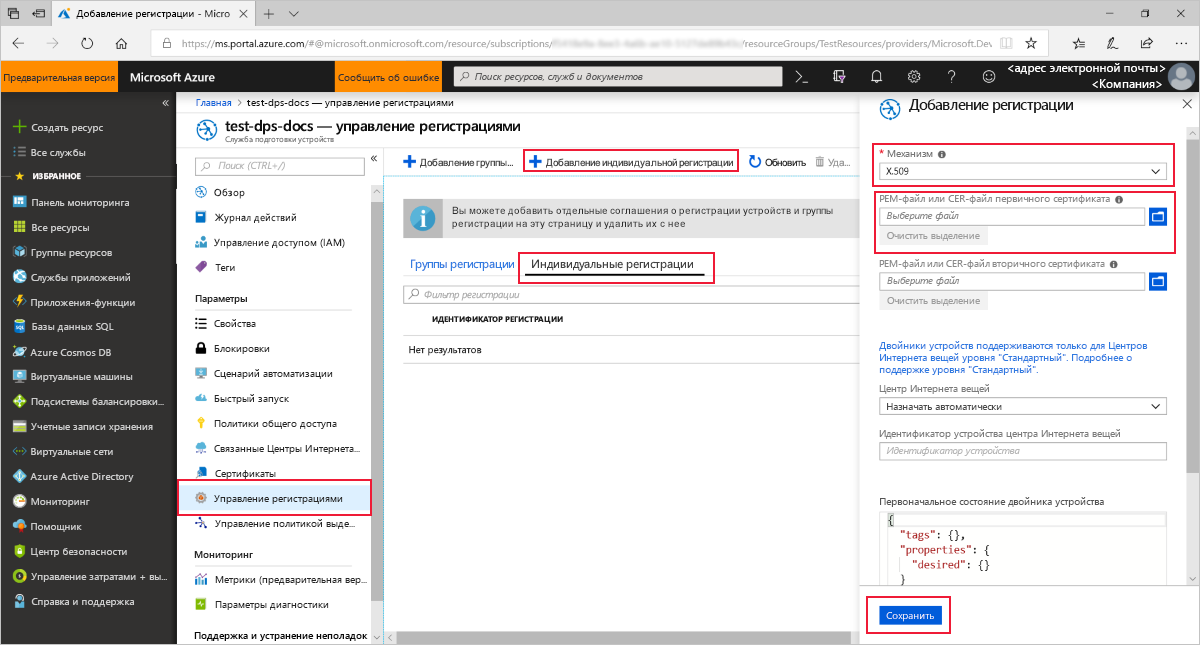 Добавление регистрации - Micro
https://ms.portal.azure.com/#@microsoft.onmicrosoft.com/resource/subscriptions/
/resourceGroups/TestResources/providers/Microsoft.Dev
Предварительная версия
Microsoft Azure
Сообщить об ошибке
Поиск ресурсов, служб и документов
<адрес электронной почты>
<Компания>
Создать ресурс
Все службы
ИЗБРАННОЕ
Панель мониторинга
Все ресурсы
Группы ресурсов
Службы приложений
Приложения-функции
Базы данных SQL
Azure Cosmos DB
Виртуальные машины
Подсистемы балансировки...
Учетные записи хранения
Виртуальные сети
Azure Active Directory
Мониторинг
Помощник
Центр безопасности
Управление затратами + вы...
Справка и поддержка
Главная > test-dps-docs — управление регистрациями
test-dps-docs — управление регистрациями
Служба подготовки устройств
Поиск (CTRL+/)
Обзор
Журнал действий
Управление доступом (IAM)
Теги
Параметры
Свойства
Блокировки
Сценарий автоматизации
Быстрый запуск
Политики общего доступа
Связанные Центры Интернета...
Сертификаты
Управление регистрациями
Управление политикой выде...
Мониторинг
Метрики (предварительная вер...
Параметры диагностики
Поддержка и устранение неполадок
Добавление группы...
Добавление индивидуальной регистрации
Обновить
Уда...
Вы можете добавить отдельные соглашения о регистрации устройств и группы
регистрации на эту страницу и удалить их с нее
Группы регистрации
Индивидуальные регистрации
Фильтр регистрации
ИДЕНТИФИКАТОР РЕГИСТРАЦИИ
Нет результатов
Добавление регистрации
* Механизм
X.509
PEM-файл или CER-файл первичного сертификата
Выберите файл
Очистить выделение
PEM-файл или CER-файл вторичного сертификата
Выберите файл
Очистить выделение
Двойники устройств поддерживаются только для Центров
Интернета вещей уровня "Стандартный". Подробнее о
поддержке уровня "Стандартный".
Центр Интернета вещей
Назначать автоматически
Идентификатор устройства центра Интернета вещей
Идентификатор устройства
Первоначальное состояние двойника устройства
{
"tags": {},
"properties": {
"desired": {}
}
Сохранить